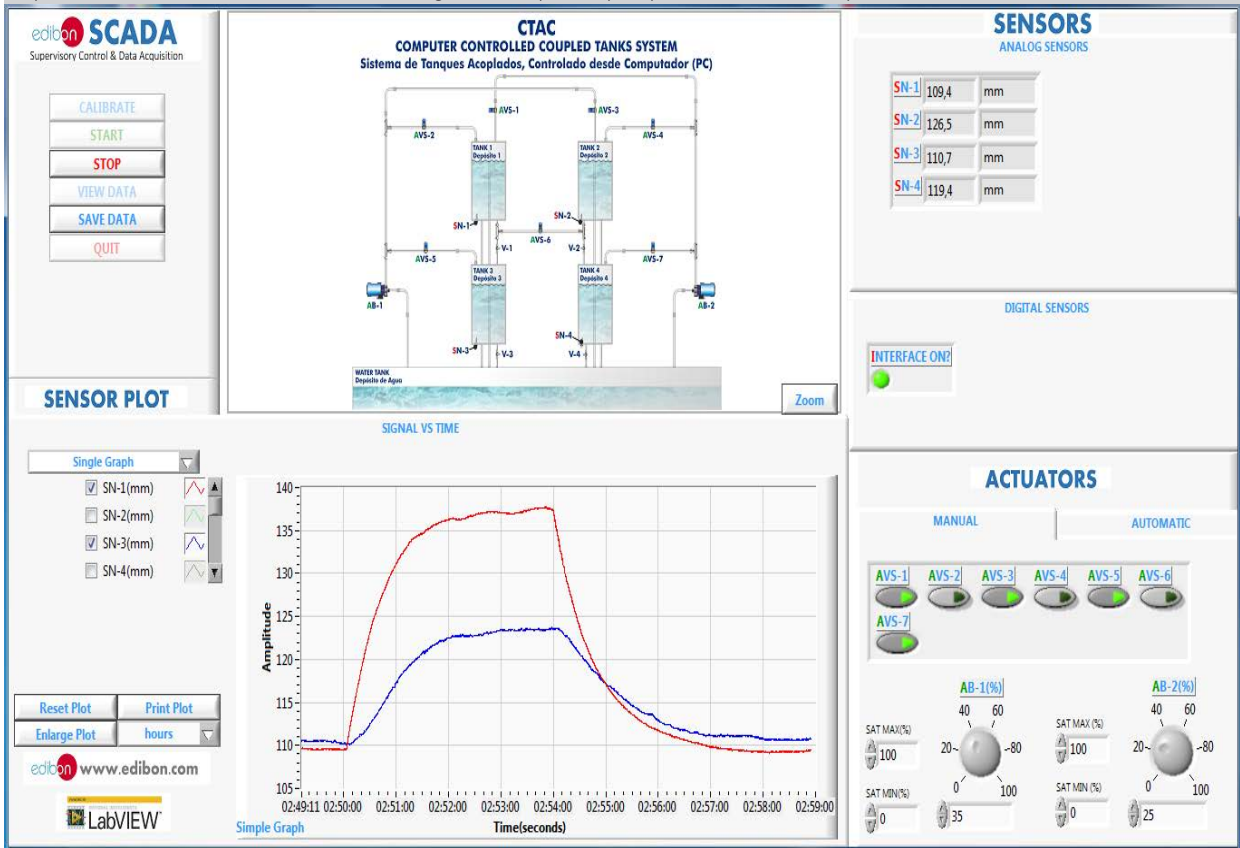 edibon SCADA
Supervisory Control & Data Acquisition
CALIBRATE
START
STOP
VIEW DATA
SAVE DATA
QUIT
CTAC
COMPUTER CONTROLLED COUPLED TANKS SYSTEM
Sistema de Tanques Acoplados, Controlado desde Computador (PC)
AVS-1
AVS-3
AVS-2
AVS-4
TANK 1
Depósito 1
TANK 2
Depósito 2
SN-1
SN-2
V-1
AVS-6
V-2
AVS-5
AVS-7
TANK 3
Depósito 3
TANK 4
Depósito 4
AB-1
AB-2
SN-3
V-3
SN-4
V-4
WATER TANK
Depósito de Agua
Zoom
SENSORS
ANALOG SENSORS
SN-1 109,4 mm
SN-2 126,5 mm
SN-3 110,7 mm
SN-4 119,4 mm
DIGITAL SENSORS
INTERFACE ON?
SENSOR PLOT
SIGNAL VS TIME
Single Graph
SN-1(mm)
SN-2(mm)
SN-3(mm)
SN-4(mm)
Reset Plot
Print Plot
Enlarge Plot
hours
edibon www.edibon.com
LabVIEW
Amplitude
140
135
130
125
120
115
110
105
02:49:11 02:50:00 02:51:00 02:52:00 02:53:00 02:54:00 02:55:00 02:56:00 02:57:00 02:58:00 02:59:00
Simple Graph
Time(seconds)
ACTUATORS
MANUAL
AUTOMATIC
AVS-1 AVS-2 AVS-3 AVS-4 AVS-5 AVS-6
AVS-7
AB-1(%)
SAT MAX(%)
100
SAT MIN(%)
0
0 20 40 60 80 100
35
AB-2(%)
SAT MAX (%)
100
SAT MIN (%)
0
0 20 40 60 80 100
25